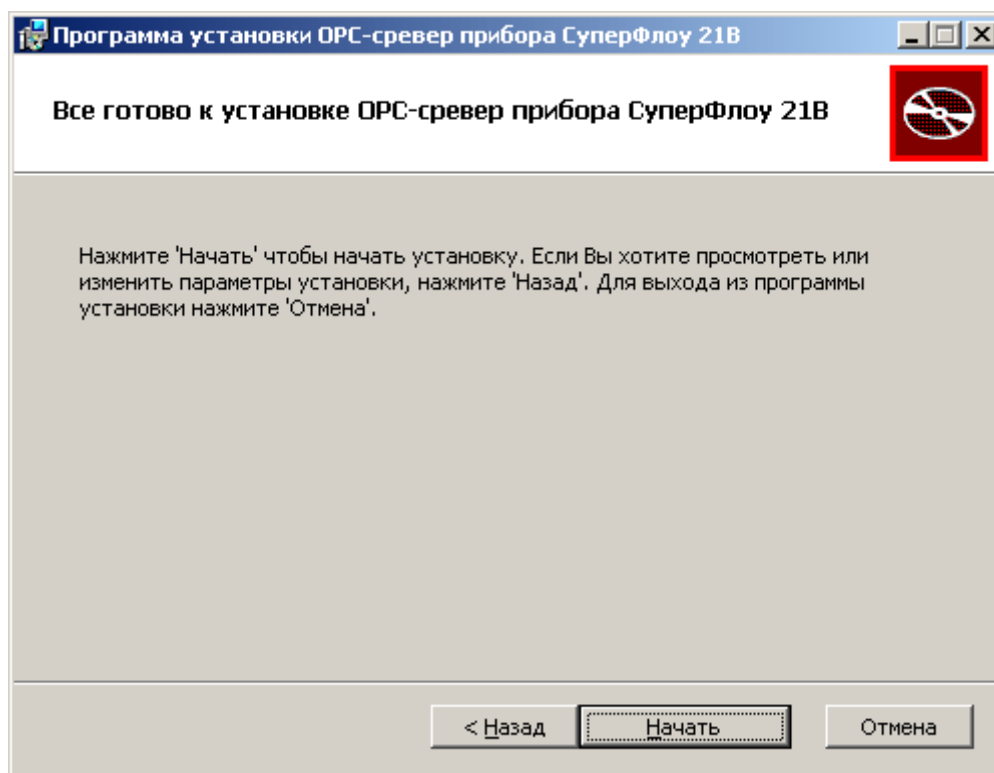 Программа установки OPC-сревер прибора СуперФлоу 21В
Все готово к установке OPC-сревер прибора СуперФлоу 21В
Нажмите 'Начать' чтобы начать установку. Если Вы хотите просмотреть или
изменить параметры установки, нажмите 'Назад'. Для выхода из программы
установки нажмите 'Отмена'.
< Назад
Начать
Отмена